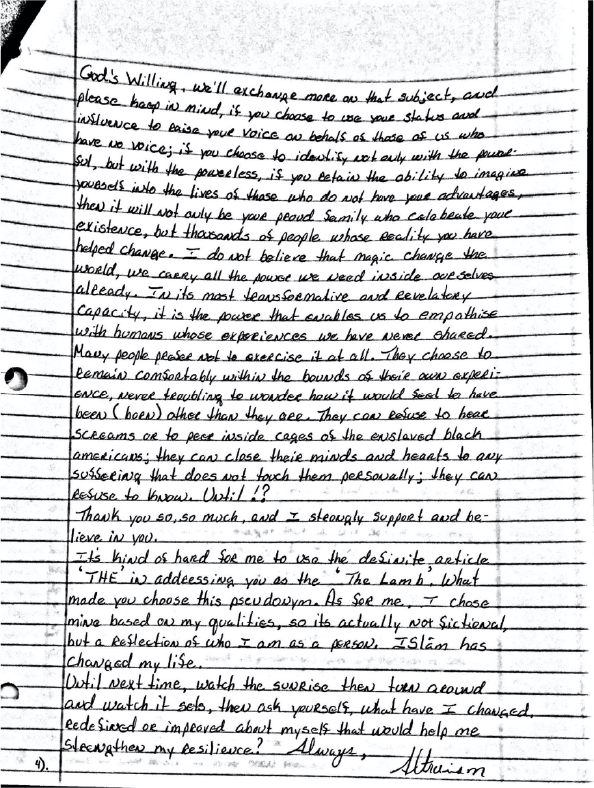 God's Willing, we'll exchange more on that subject, and
please keep in mind, if you choose to use your status and
influence to raise your voice on behalf of those of us who
have no voice; if you choose to identify not only with the power-
ful, but with the powerless, if you retain the ability to imagine
yourself into the lives of those who do not have your advantages,
then it will not only be your proud family who calabrate your
existence, but thousands of people whose reality you have
helped change. I do not believe that magic change the
world, we carry all the power we need inside ourselves
already. In its most transformative and revelatory
capacity, it is the power that enables us to empathise
with humans whose experiences we have never shared.
Many people prefer not to exercise it at all. They choose to
remain comfortably within the bounds of their own experi-
ence, never troubling to wonder how it would feel to have
been (born) other than they are. They can refuse to hear
screams or to peer inside cages of the enslaved black
americans; they can close their minds and hearts to any
suffering that does not touch them personally; they can
refuse to know. Until !?
Thank you so, so much, and I strongly support and be-
lieve in you.
Its kind of hard for me to use the definite article
'THE' in addressing you as the 'The Lamb'. What
made you choose this pseudonym. As for me, I chose
mine based on my qualities, so its actually not fictional,
but a reflection of who I am as a person. ISlām has
changed my life.
Until next time, watch the sunrise then turn around
and watch it sets, then ask yourself, what have I changed,
redefined or improved about myself that would help me
strengthen my resilience? Always,
Altruism
4).